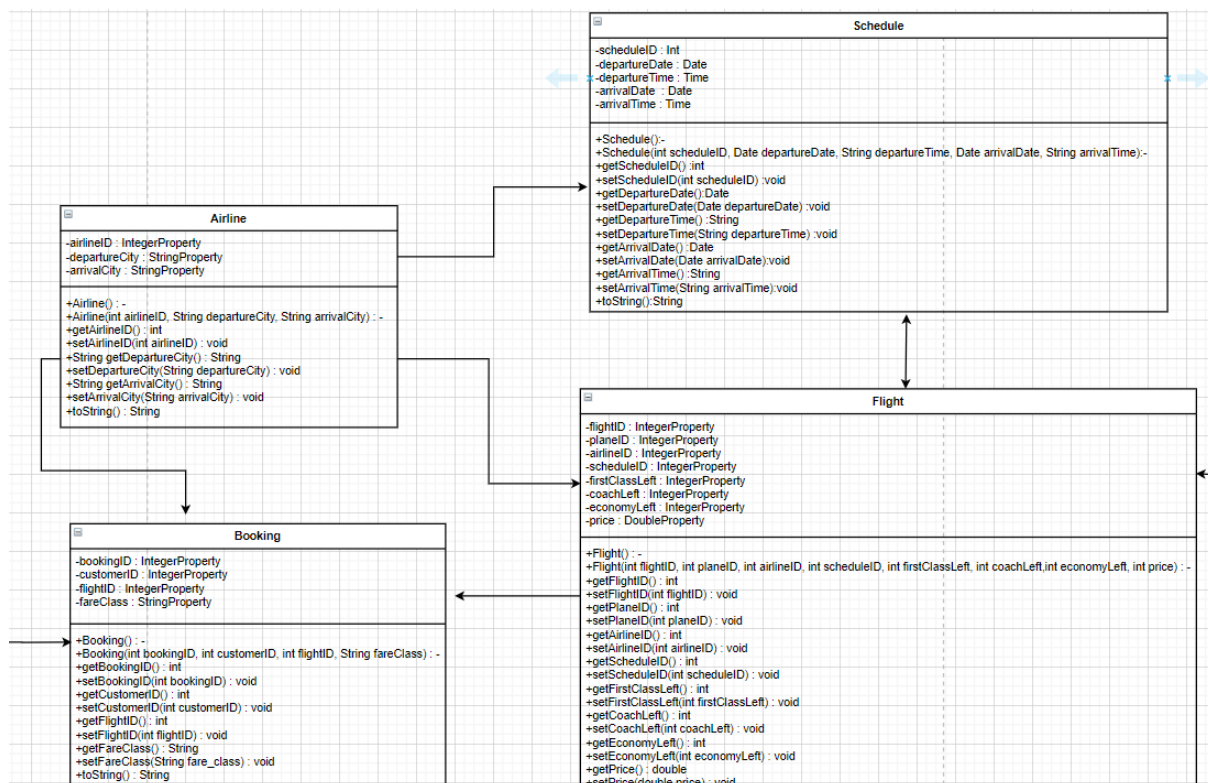 Schedule
-scheduleID : Int
-departureDate : Date
-departureTime : Time
-arrivalDate : Date
-arrivalTime : Time
+Schedule():-
+Schedule(int scheduleID, Date departureDate, String departureTime, Date arrivalDate, String arrivalTime):-
+getScheduleID() :int
+setScheduleID(int scheduleID) :void
+getDepartureDate():Date
+setDepartureDate(Date departureDate) :void
+getDepartureTime() :String
+setDepartureTime(String departureTime) :void
+getArrivalDate() :Date
+setArrivalDate(Date arrivalDate):void
+getArrivalTime() :String
+setArrivalTime(String arrivalTime):void
+toString():String
Airline
-airlineID : IntegerProperty
-departureCity : StringProperty
-arrivalCity : StringProperty
+Airline() : -
+Airline(int airlineID, String departureCity, String arrivalCity) : -
+getAirlineID() : int
+setAirlineID(int airlineID) : void
+String getDepartureCity() : String
+setDepartureCity(String departureCity) : void
+String getArrivalCity() : String
+setArrivalCity(String arrivalCity) : void
+toString() : String
Flight
-flightID : IntegerProperty
-planeID : IntegerProperty
-airlineID : IntegerProperty
-scheduleID : IntegerProperty
-firstClassLeft : IntegerProperty
-coachLeft : IntegerProperty
-economyLeft : IntegerProperty
-price : DoubleProperty
+Flight() : -
+Flight(int flightID, int planeID, int airlineID, int scheduleID, int firstClassLeft, int coachLeft,int economyLeft, int price) : -
+getFlightID() : int
+setFlightID(int flightID) : void
+getPlaneID() : int
+setPlaneID(int planeID) : void
+getAirlineID() : int
+setAirlineID(int airlineID) : void
+getScheduleID() : int
+setScheduleID(int scheduleID) : void
+getFirstClassLeft() : int
+setFirstClassLeft(int firstClassLeft) : void
+getCoachLeft() : int
+setCoachLeft(int coachLeft) : void
+getEconomyLeft() : int
+setEconomyLeft(int economyLeft) : void
+getPrice() : double
+setPrice(double price) : void
Booking
-bookingID : IntegerProperty
-customerID : IntegerProperty
-flightID : IntegerProperty
-fareClass : StringProperty
+Booking() : -
+Booking(int bookingID, int customerID, int flightID, String fareClass) : -
+getBookingID() : int
+setBookingID(int bookingID) : void
+getCustomerID() : int
+setCustomerID(int customerID) : void
+getFlightID() : int
+setFlightID(int flightID) : void
+getFareClass() : String
+setFareClass(String fare_class) : void
+toString() : String